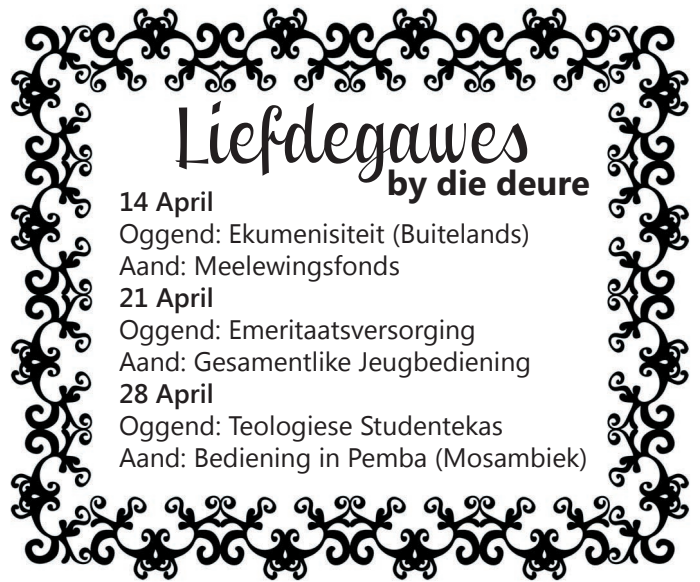 Liefdegawes
by die deure
14 April
Oggend: Ekumenisiteit (Buitelands)
Aand: Meelewingsfonds
21 April
Oggend: Emeritaatsversorging
Aand: Gesamentlike Jeugbediening
28 April
Oggend: Teologiese Studentekas
Aand: Bediening in Pemba (Mosambiek)